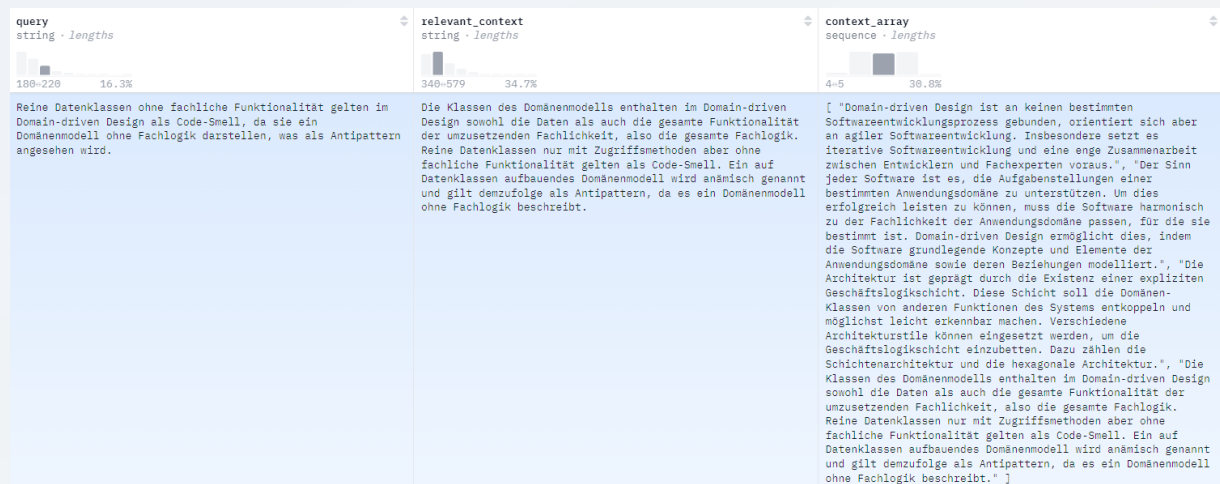 query
string · lengths
180⇔220 16.3%
Reine Datenklassen ohne fachliche Funktionalität gelten im
Domain-driven Design als Code-Smell, da sie ein
Domänenmodell ohne Fachlogik darstellen, was als Antipattern
angesehen wird.
relevant_context
string · lengths
340⇔579 34.7%
Die Klassen des Domänenmodells enthalten im Domain-driven
Design sowohl die Daten als auch die gesamte Funktionalität
der umzusetzenden Fachlichkeit, also die gesamte Fachlogik.
Reine Datenklassen nur mit Zugriffsmethoden aber ohne
fachliche Funktionalität gelten als Code-Smell. Ein auf
Datenklassen aufbauendes Domänenmodell wird anämisch genannt
und gilt demzufolge als Antipattern, da es ein Domänenmodell
ohne Fachlogik beschreibt.
context_array
sequence · lengths
4⇔5 30.8%
[ "Domain-driven Design ist an keinen bestimmten
Softwareentwicklungsprozess gebunden, orientiert sich aber
an agiler Softwareentwicklung. Insbesondere setzt es
iterative Softwareentwicklung und eine enge Zusammenarbeit
zwischen Entwicklern und Fachexperten voraus.", "Der Sinn
jeder Software ist es, die Aufgabenstellungen einer
bestimmten Anwendungsdomäne zu unterstützen. Um dies
erfolgreich leisten zu können, muss die Software harmonisch
zu der Fachlichkeit der Anwendungsdomäne passen, für die sie
bestimmt ist. Domain-driven Design ermöglicht dies, indem
die Software grundlegende Konzepte und Elemente der
Anwendungsdomäne sowie deren Beziehungen modelliert.", "Die
Architektur ist geprägt durch die Existenz einer expliziten
Geschäftslogikschicht. Diese Schicht soll die Domänen-
Klassen von anderen Funktionen des Systems entkoppeln und
möglichst leicht erkennbar machen. Verschiedene
Architekturstile können eingesetzt werden, um die
Geschäftslogikschicht einzubetten. Dazu zählen die
Schichtenarchitektur und die hexagonale Architektur.", "Die
Klassen des Domänenmodells enthalten im Domain-driven Design
sowohl die Daten als auch die gesamte Funktionalität der
umzusetzenden Fachlichkeit, also die gesamte Fachlogik.
Reine Datenklassen nur mit Zugriffsmethoden aber ohne
fachliche Funktionalität gelten als Code-Smell. Ein auf
Datenklassen aufbauendes Domänenmodell wird anämisch genannt
und gilt demzufolge als Antipattern, da es ein Domänenmodell
ohne Fachlogik beschreibt." ]